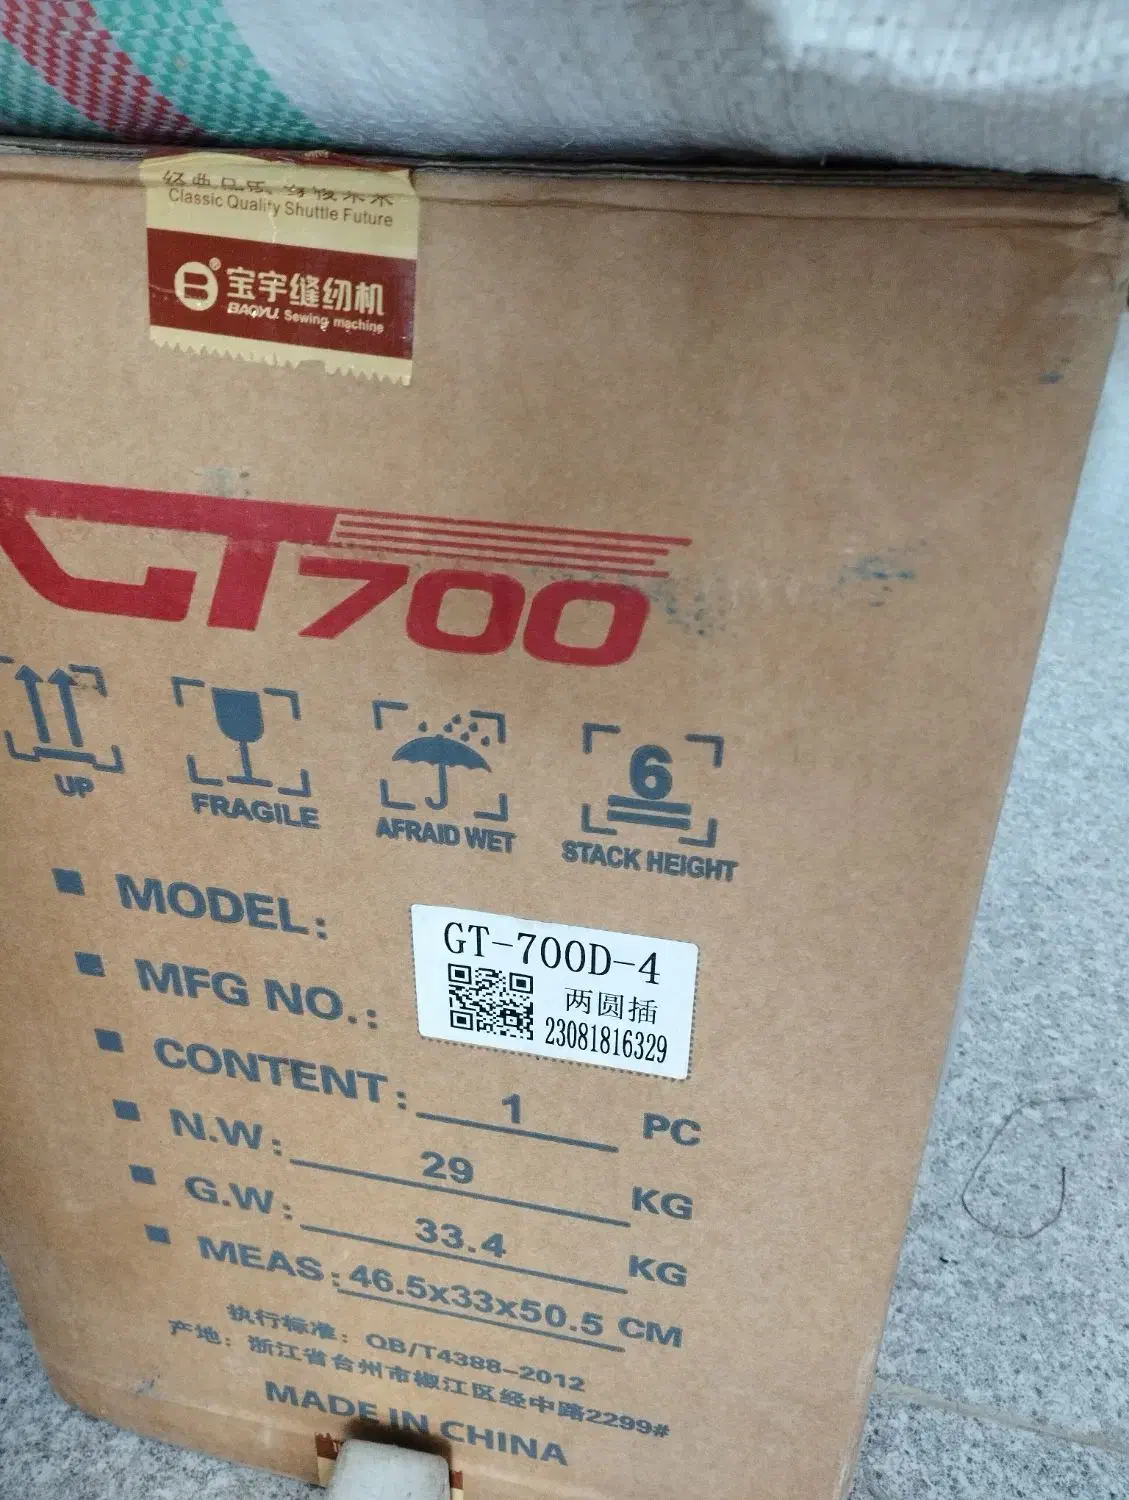 Classic Quality Shuttle Future
宝宇缝纫机
BAOYU Sewing machine
GT700
UP
FRAGILE
AFRAID WET
6
STACK HEIGHT
MODEL:
GT-700D-4
MFG NO.:
两圆插
23081816329
CONTENT: 1 PC
N.W: 29 KG
G.W: 33.4 KG
MEAS: 46.5x33x50.5 CM
执行标准: QB/T4388-2012
产地: 浙江省台州市椒江区经中路2299#
MADE IN CHINA